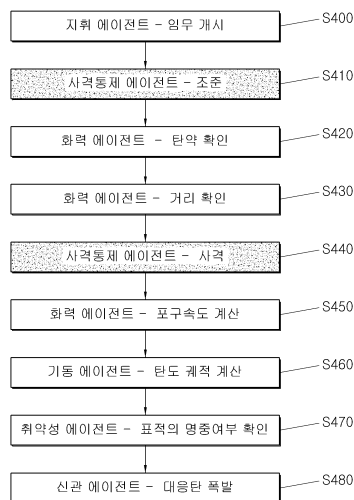 지휘 에이전트 - 임무 개시
S400
사격통제 에이전트 - 조준
S410
화력 에이전트 - 탄약 확인
S420
화력 에이전트 - 거리 확인
S430
사격통제 에이전트 - 사격
S440
화력 에이전트 - 포구속도 계산
S450
기동 에이전트 - 탄도 궤적 계산
S460
취약성 에이전트 - 표적의 명중여부 확인
S470
신관 에이전트 - 대응탄 폭발
S480